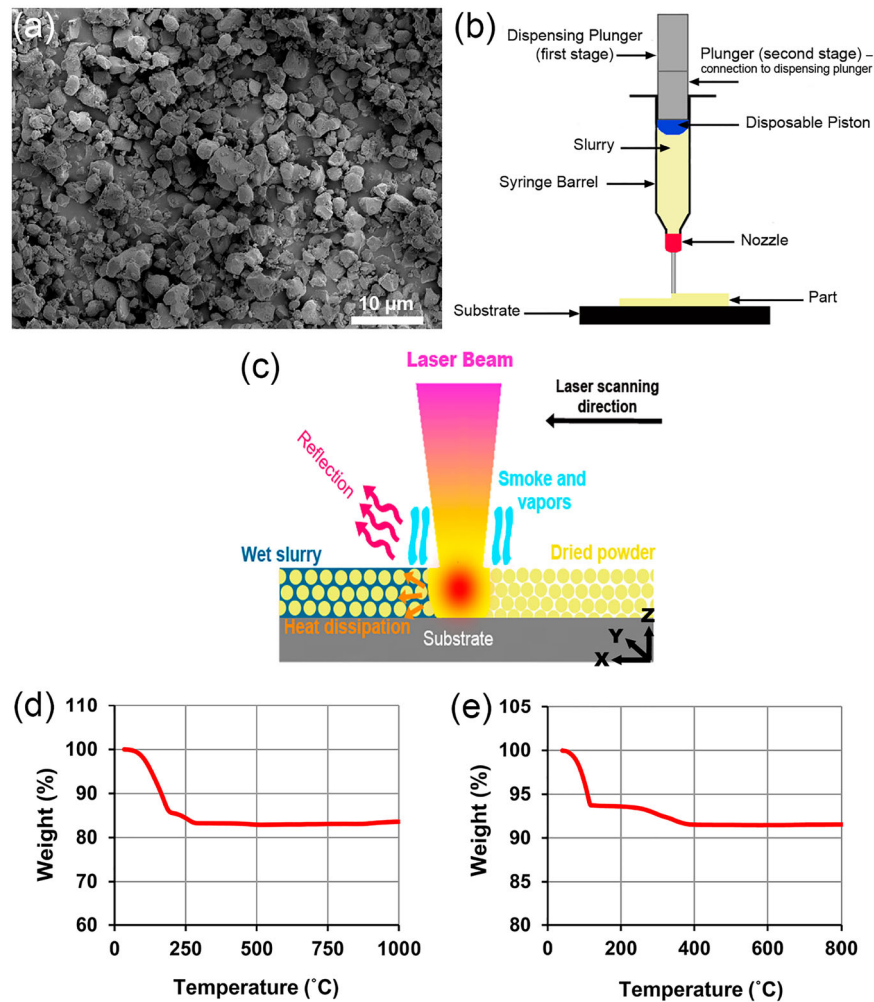 (a)
10 µm
(b)
Dispensing Plunger
(first stage)
Plunger (second stage) –
connection to dispensing plunger
Disposable Piston
Slurry
Syringe Barrel
Nozzle
Substrate
Part
(c)
Laser Beam
Laser scanning
direction
Reflection
Smoke and
vapors
Wet slurry
Dried powder
Heat dissipation
Substrate
Z
Y
X
(d)
110
100
90
80
70
60
Weight (%)
0 250 500 750 1000
Temperature (˚C)
(e)
105
100
95
90
85
80
Weight (%)
0 200 400 600 800
Temperature (˚C)